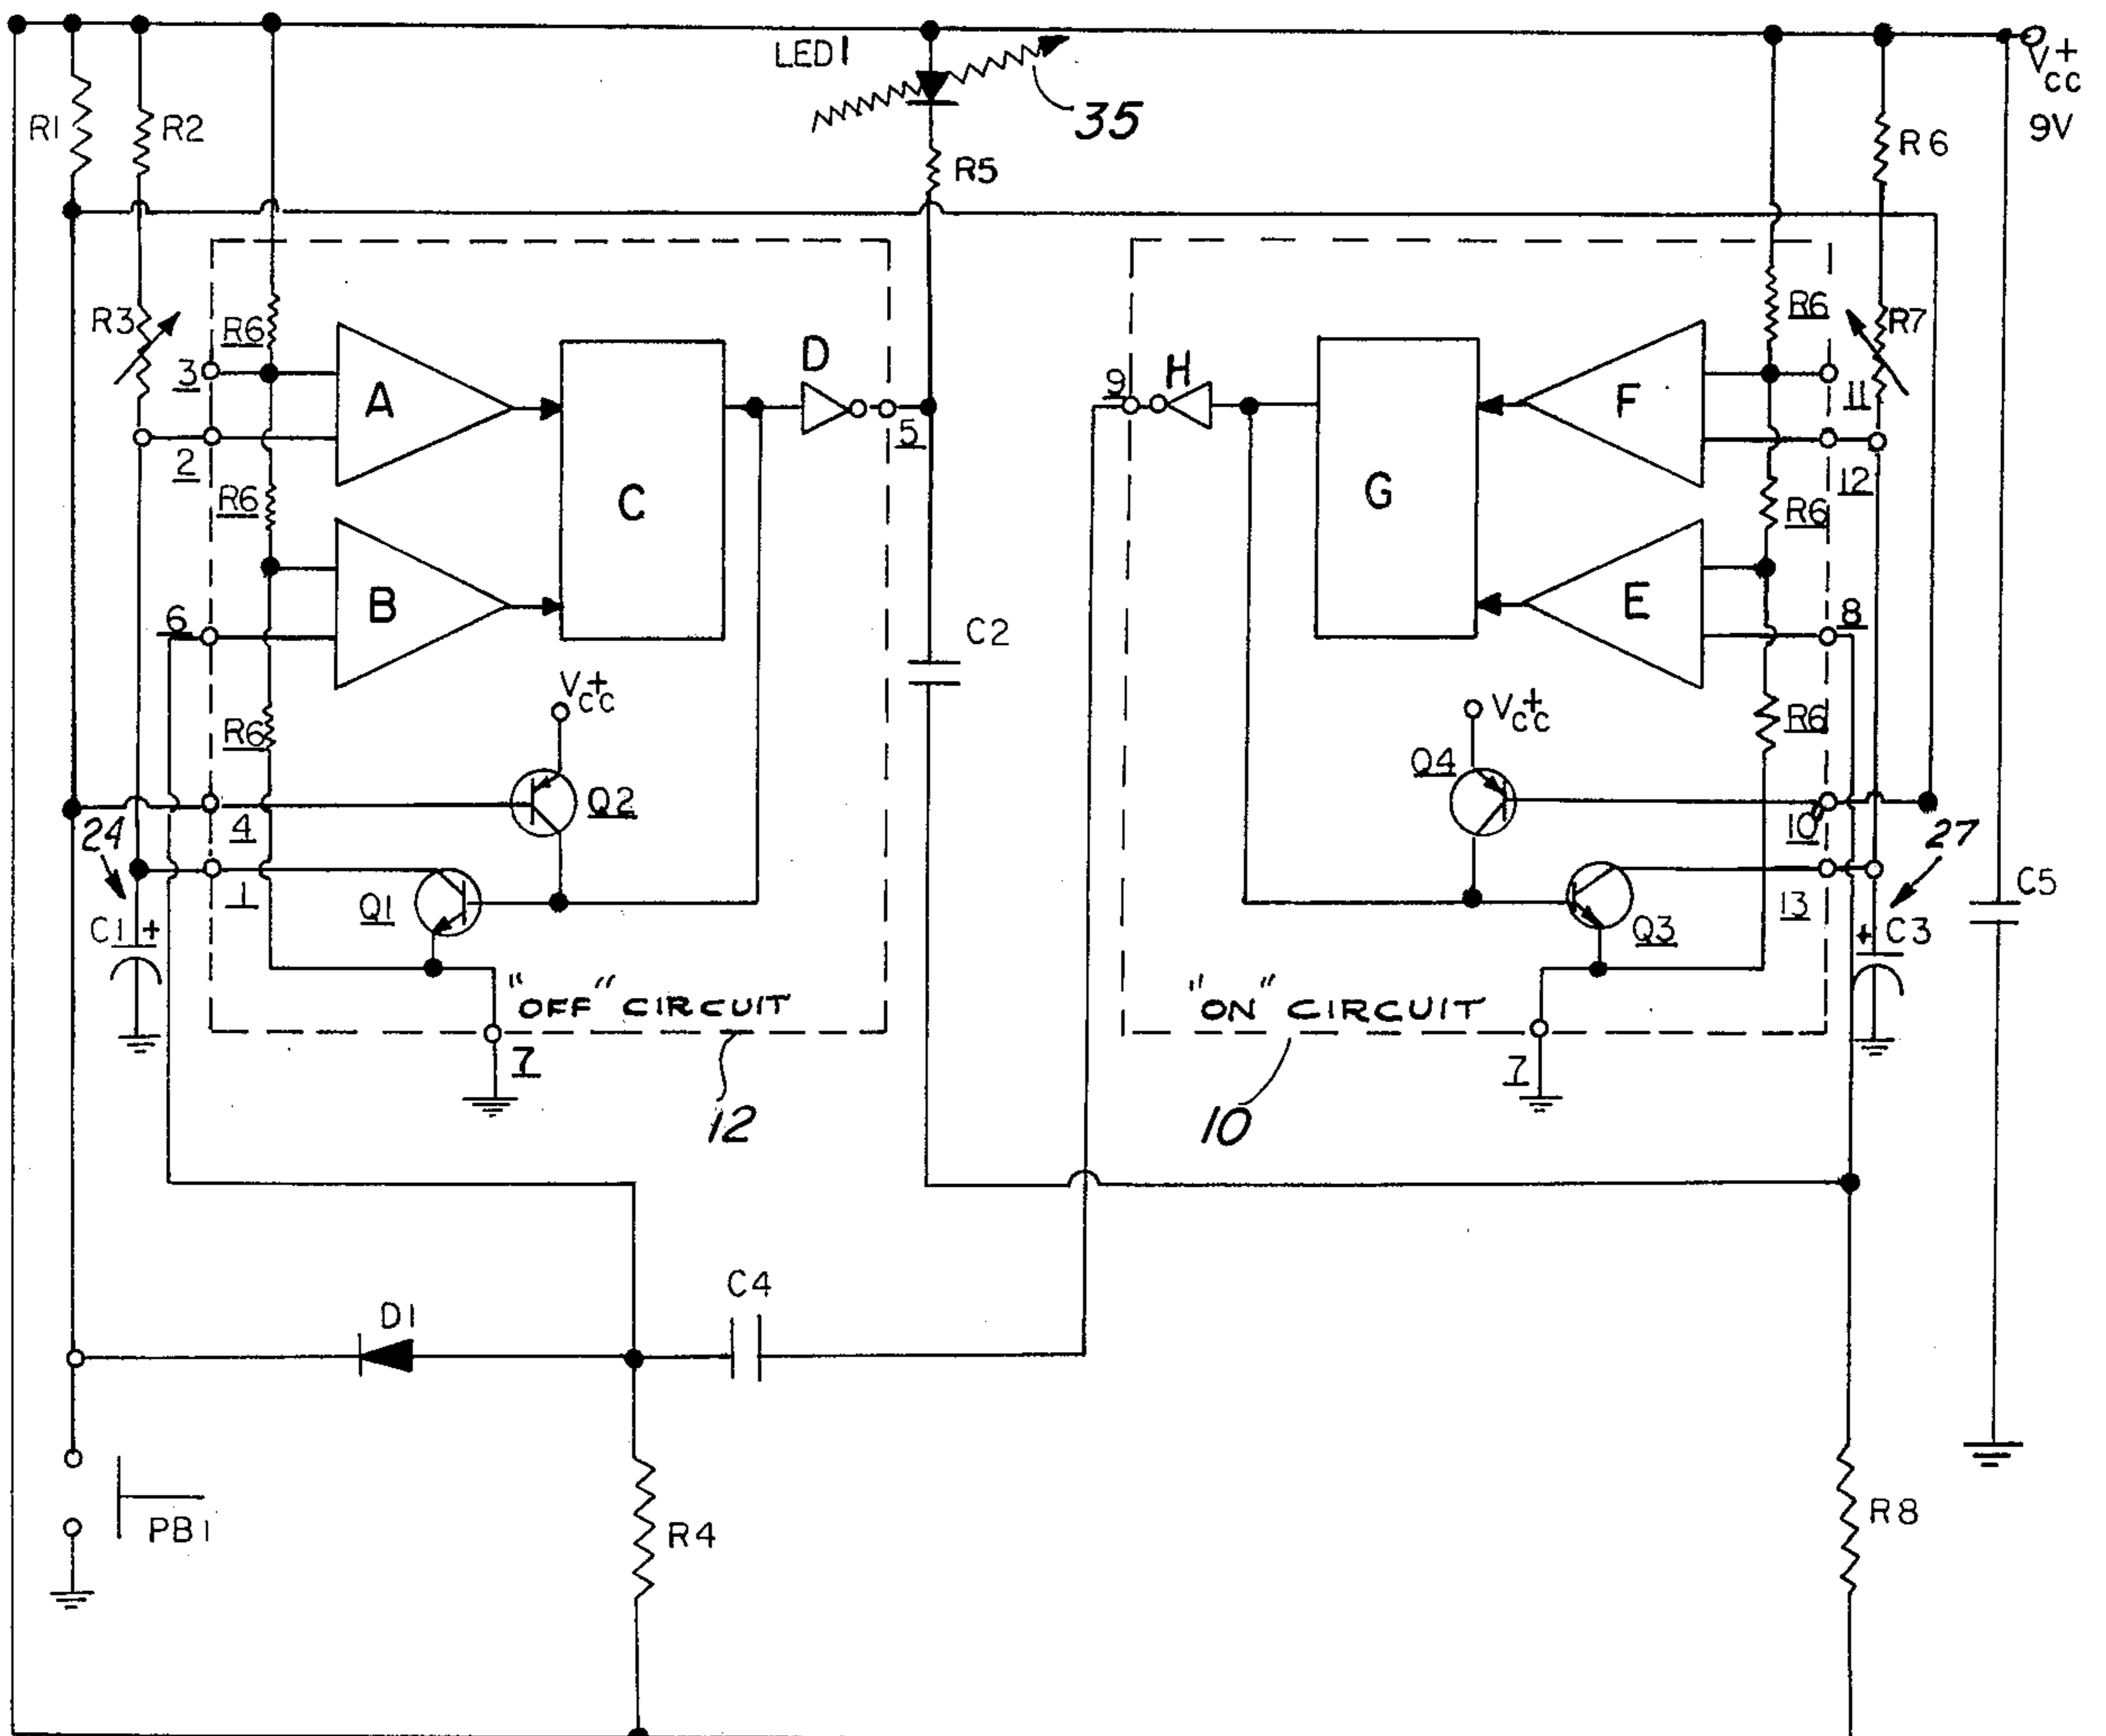 LED1
35
V+
CC
9V
R1
R2
R5
R6
R3
R6
3
A
D
2
R6
C
5
B
6
R6
VCC+
Q2
4
24
1
Q1
C1 +
"OFF" CIRCUIT
7
12
C2
9
H
R6
R7
F
11
G
12
R6
E
8
VCC+
R6
Q4
10
27
13
Q3
+ C3
C5
"ON" CIRCUIT
7
10
C4
D1
PB1
R4
R8